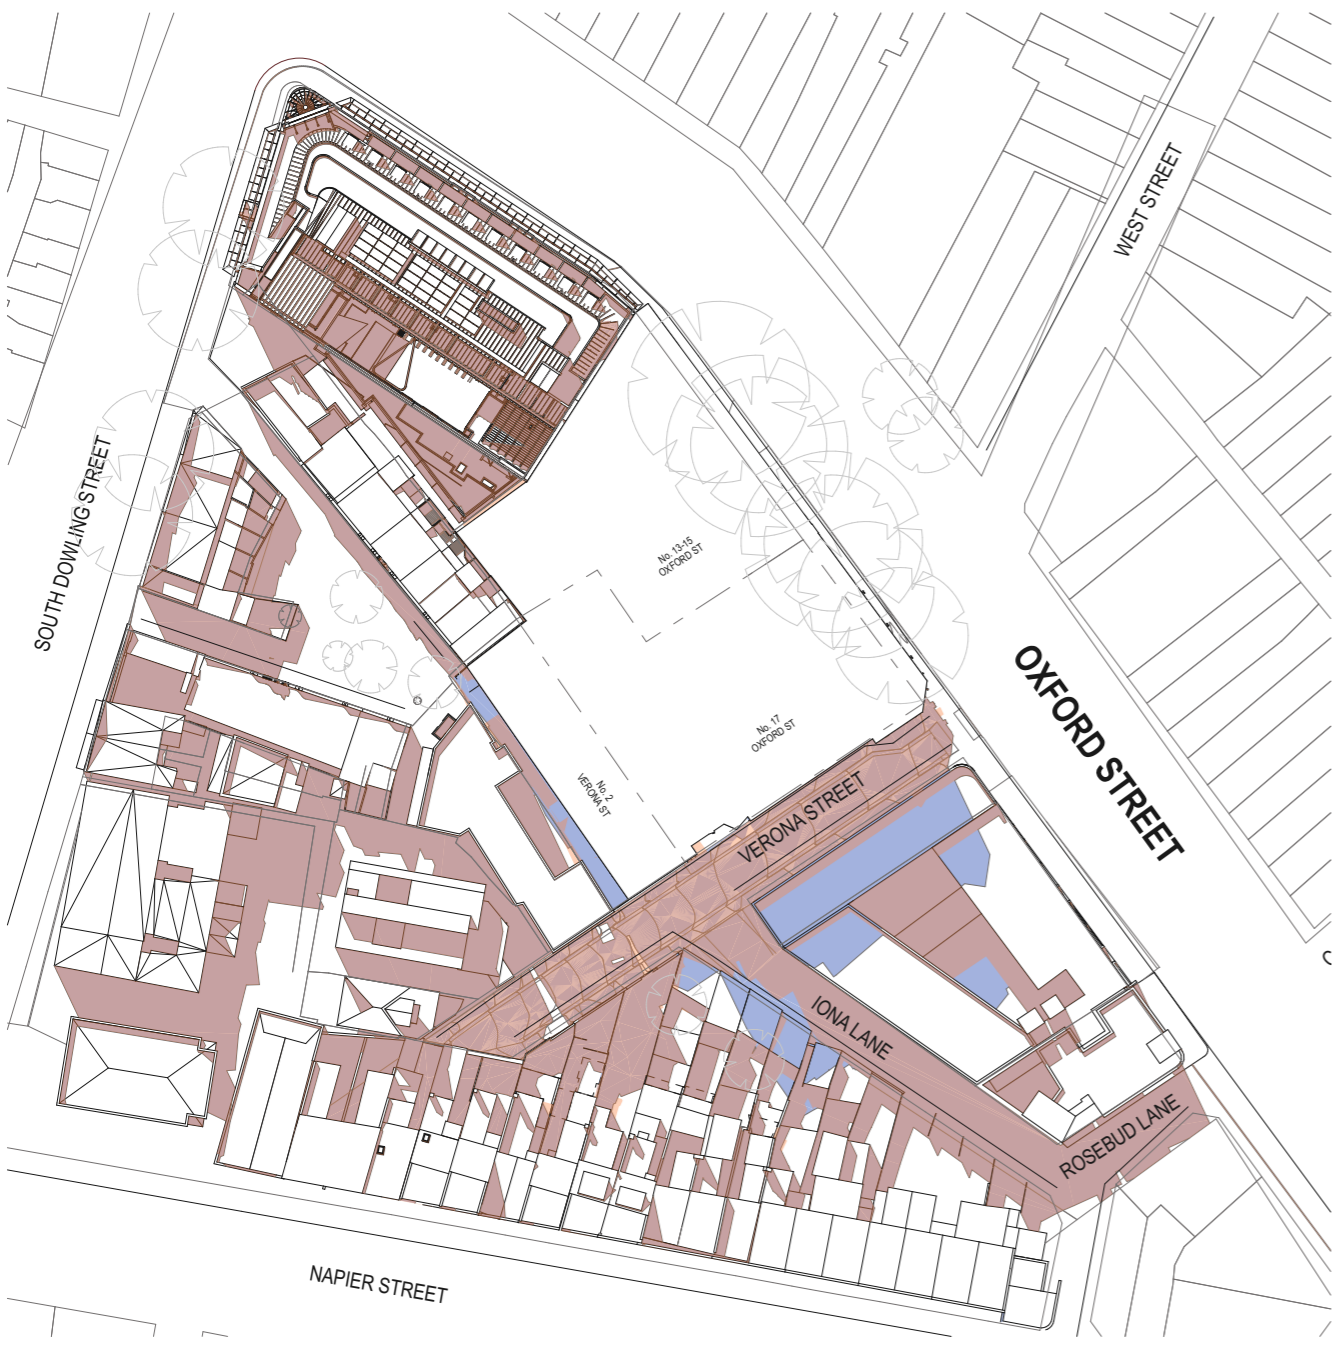 WEST STREET
SOUTH DOWLING STREET
No. 13-15
OXFORD ST
OXFORD STREET
No. 17
OXFORD ST
No. 2
VERONA ST
VERONA STREET
IONA LANE
ROSEBUD LANE
NAPIER STREET